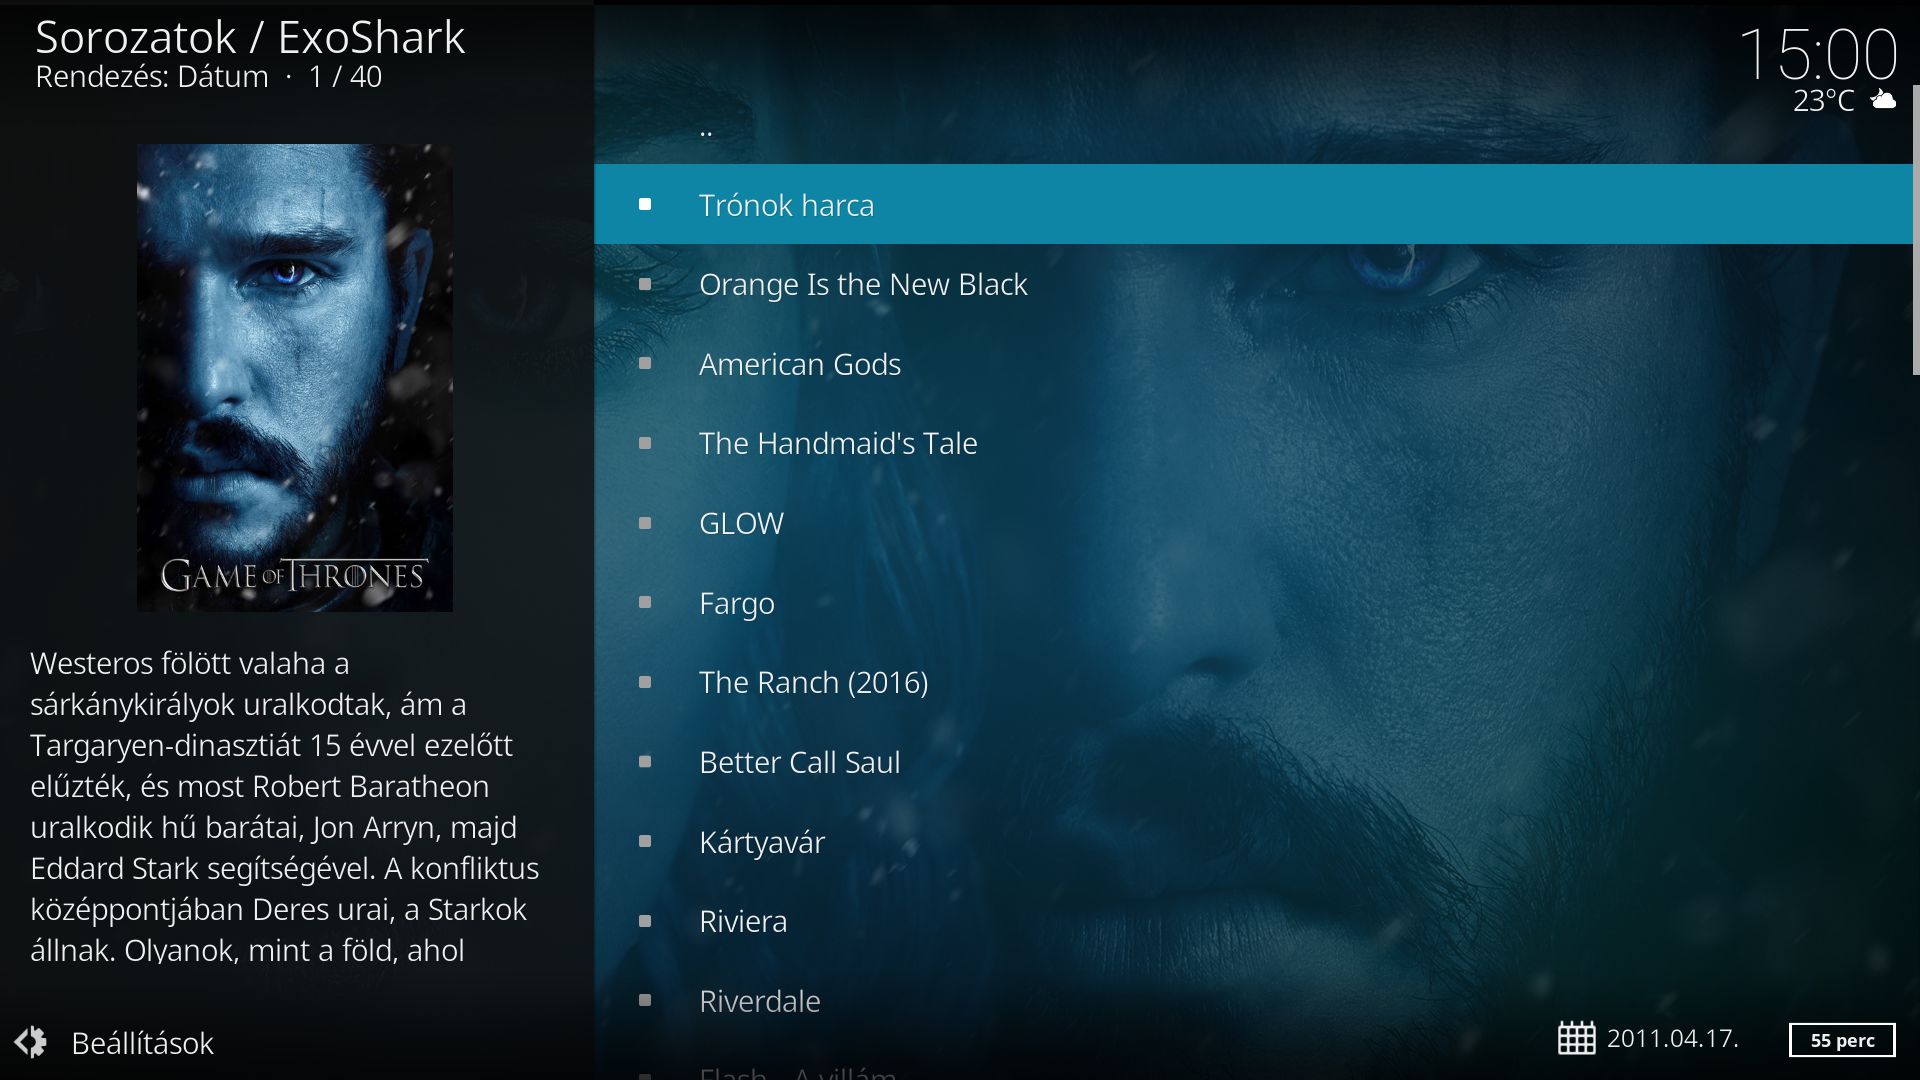 Sorozatok / ExoShark
Rendezés: Dátum · 1 / 40
15:00
23°C
GAME OF THRONES
Westeros fölött valaha a
sárkánykirályok uralkodtak, ám a
Targaryen-dinasztiát 15 évvel ezelőtt
elűzték, és most Robert Baratheon
uralkodik hű barátai, Jon Arryn, majd
Eddard Stark segítségével. A konfliktus
középpontjában Deres urai, a Starkok
állnak. Olyanok, mint a föld, ahol
..
Trónok harca
Orange Is the New Black
American Gods
The Handmaid's Tale
GLOW
Fargo
The Ranch (2016)
Better Call Saul
Kártyavár
Riviera
Riverdale
Flash - A villám
Beállítások
2011.04.17.
55 perc